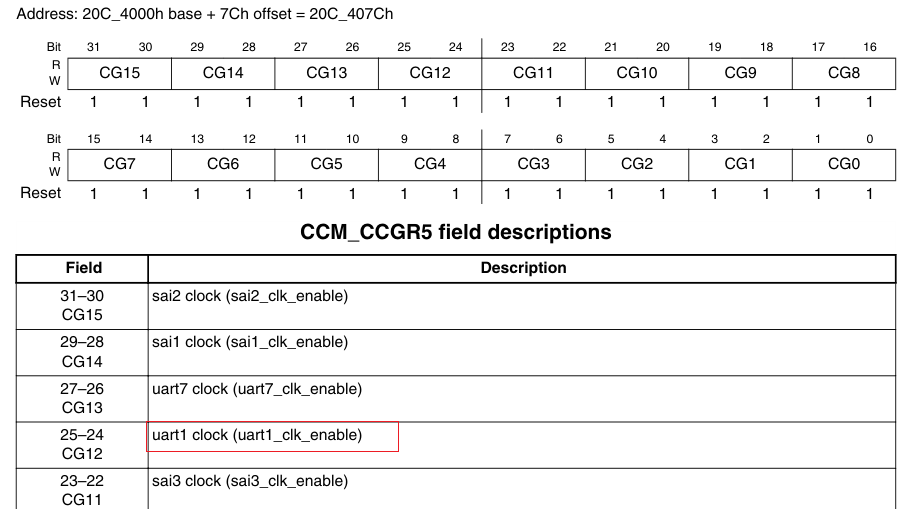 Address: 20C_4000h base + 7Ch offset = 20C_407Ch
Bit 31 30 29 28 27 26 25 24 23 22 21 20 19 18 17 16
R
W
CG15 CG14 CG13 CG12 CG11 CG10 CG9 CG8
Reset 1 1 1 1 1 1 1 1 1 1 1 1 1 1 1 1
Bit 15 14 13 12 11 10 9 8 7 6 5 4 3 2 1 0
R
W
CG7 CG6 CG5 CG4 CG3 CG2 CG1 CG0
Reset 1 1 1 1 1 1 1 1 1 1 1 1 1 1 1 1
CCM_CCGR5 field descriptions
Field Description
31–30 sai2 clock (sai2_clk_enable)
CG15
29–28 sai1 clock (sai1_clk_enable)
CG14
27–26 uart7 clock (uart7_clk_enable)
CG13
25–24 uart1 clock (uart1_clk_enable)
CG12
23–22 sai3 clock (sai3_clk_enable)
CG11